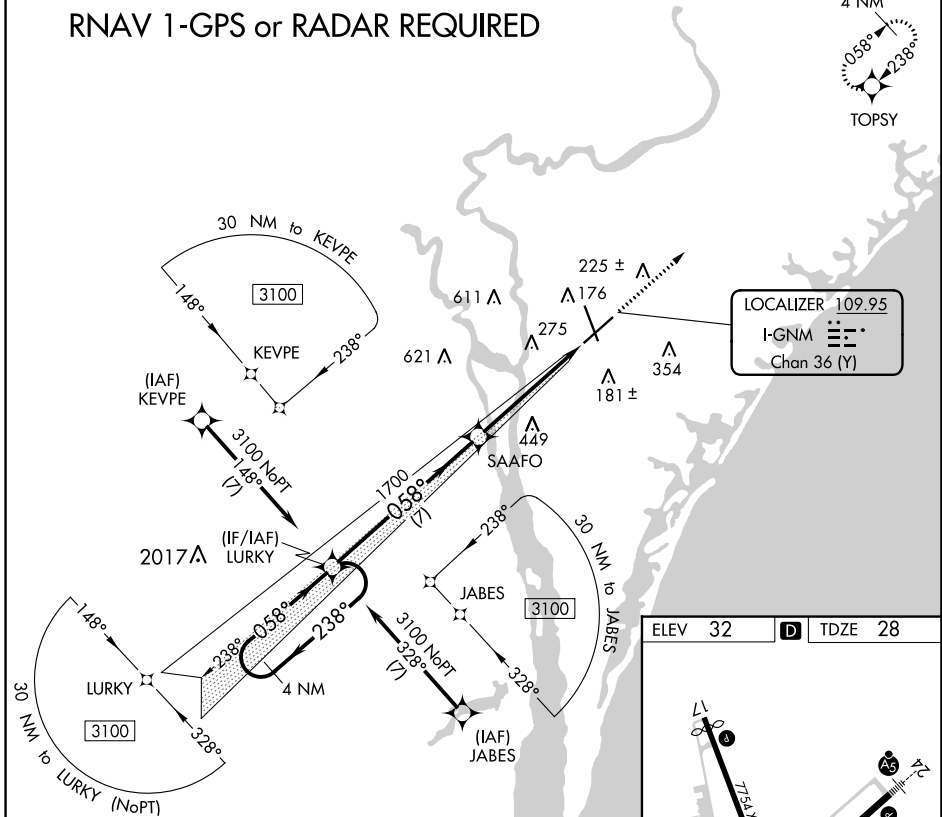 RNAV 1-GPS or RADAR REQUIRED
4 NM
058°
238°
TOPSY
30 NM to KEVPE
3100
148°
238°
KEVPE
(IAF)
KEVPE
3100 NoPT
148°
(7)
225 ±
611
176
275
621
354
181 ±
449
LOCALIZER 109.95
I-GNM
Chan 36 (Y)
SAAFO
1700
058°
(7)
2017
(IF/IAF)
LURKY
058°
238°
238°
4 NM
238°
30 NM to JABES
JABES
3100
328°
3100 NoPT
328°
(7)
(IAF)
JABES
148°
LURKY
3100
328°
30 NM to LURKY (NoPT)
ELEV 32
D
TDZE 28
17
P
7754 X
A5
24